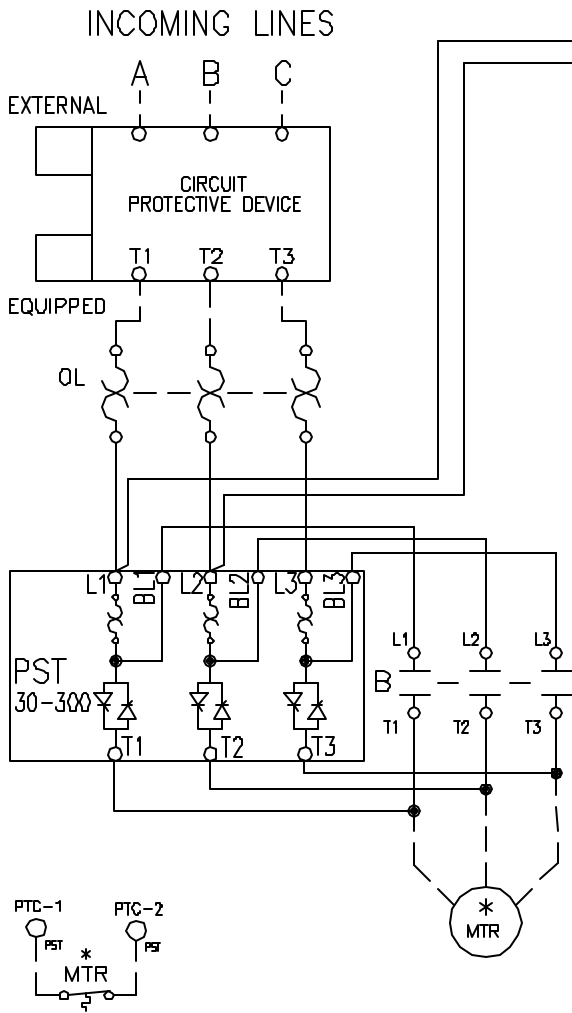 INCOMING LINES
A B C
EXTERNAL
CIRCUIT
PROTECTIVE DEVICE
T1 T2 T3
EQUIPPED
OL
L1 BL1 L2 BL2 L3 BL3
L1 L2 L3
PST
30-300
B
T1 T2 T3
T1 T2 T3
PTC-1 PTC-2
PST PST
*
MTR
*
MTR